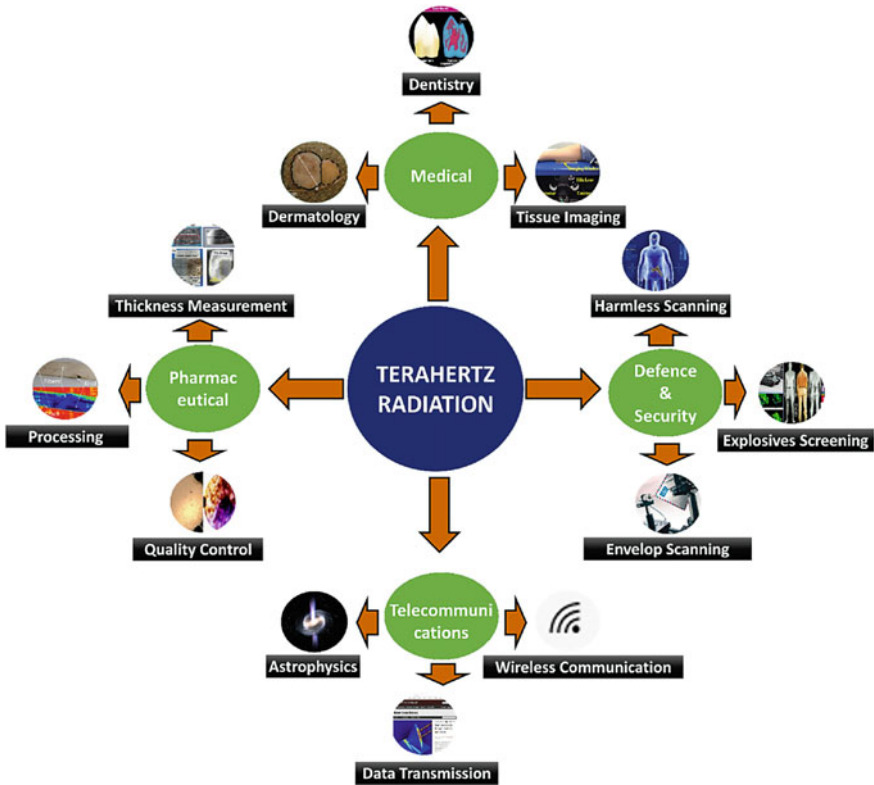 Dentistry
Medical
Dermatology
Tissue Imaging
Thickness Measurement
Harmless Scanning
TERAHERTZ
RADIATION
Pharmac
eutical
Defence
&
Security
Processing
Explosives Screening
Quality Control
Envelop Scanning
Telecommuni
cations
Astrophysics
Wireless Communication
Data Transmission